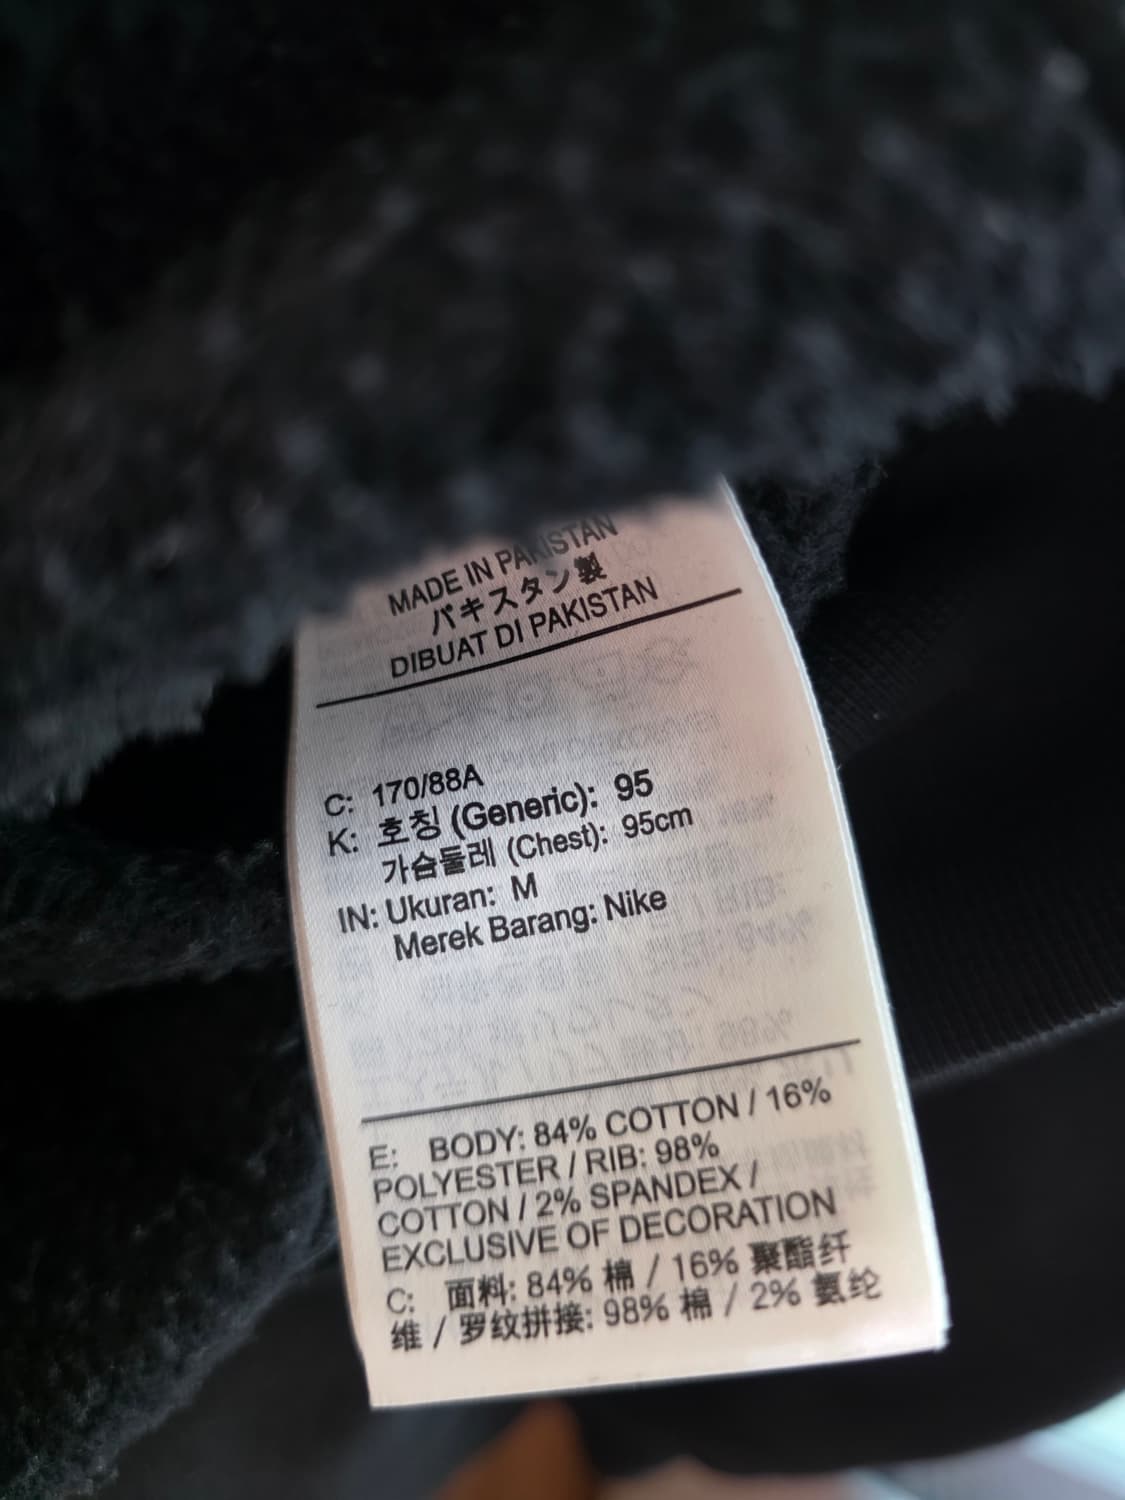 MADE IN PAKISTAN
パキスタン製
DIBUAT DI PAKISTAN
C: 170/88A
K: 호칭 (Generic): 95
가슴둘레 (Chest): 95cm
IN: Ukuran: M
Merek Barang: Nike
E: BODY: 84% COTTON / 16%
POLYESTER / RIB: 98%
COTTON / 2% SPANDEX /
EXCLUSIVE OF DECORATION
C: 面料: 84% 棉 / 16% 聚酯纤
维 / 罗纹拼接: 98% 棉 / 2% 氨纶